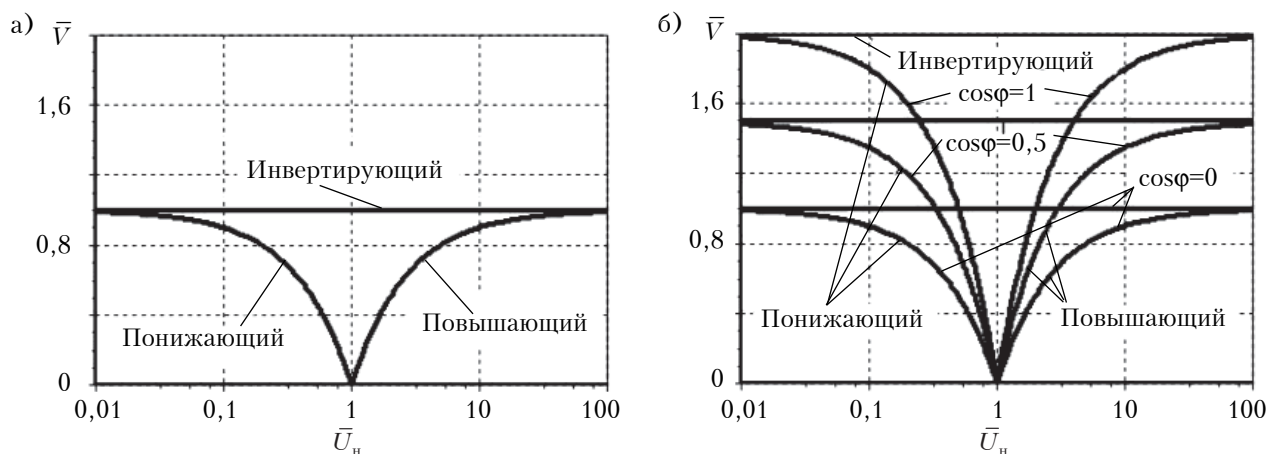 а)
V̅
1,6
0,8
0
Инвертирующий
Понижающий
Повышающий
0,01
0,1
1
10
100
U̅н
б)
V̅
1,6
0,8
0
Инвертирующий
cosφ=1
cosφ=0,5
cosφ=0
Понижающий
Повышающий
0,01
0,1
1
10
100
U̅н